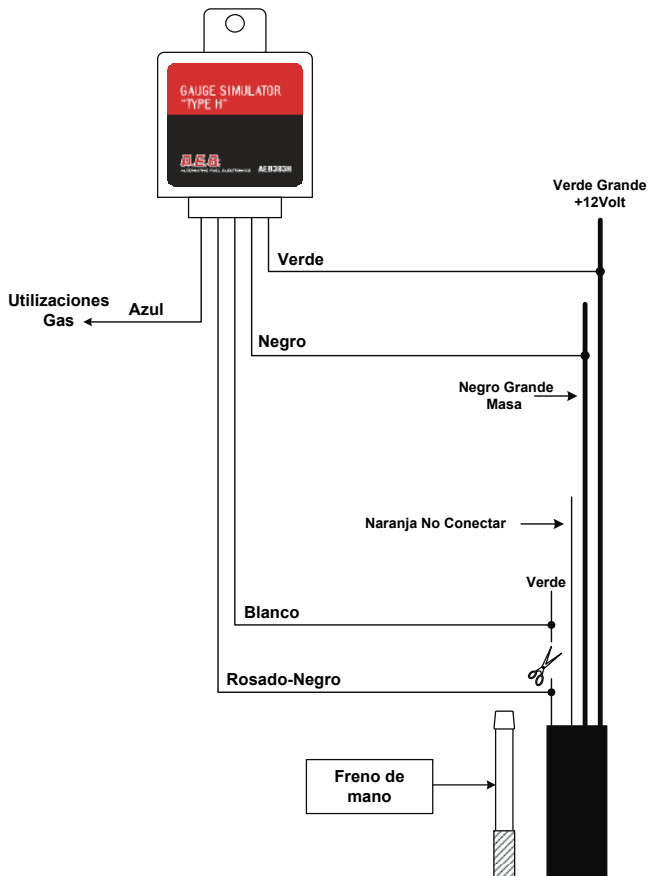 GAUGE SIMULATOR
"TYPE H"
A.E.B.
ALTERNATIVE FUEL ELECTRONICS
AEB383H
Verde Grande
+12Volt
Verde
Utilizaciones
Gas
Azul
Negro
Negro Grande
Masa
Naranja No Conectar
Verde
Blanco
Rosado-Negro
Freno de
mano